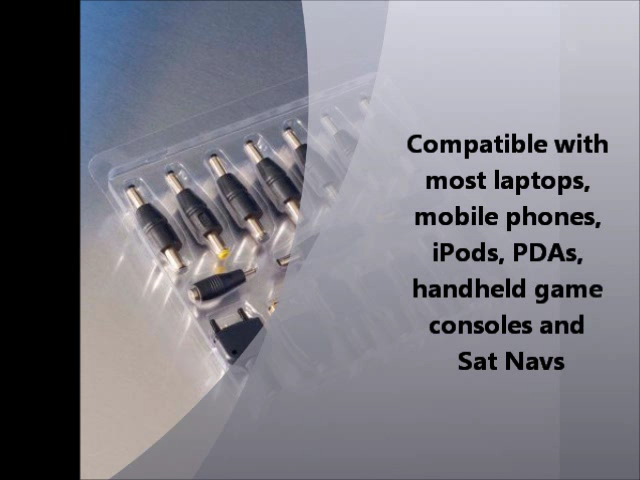 Compatible with
most laptops,
mobile phones,
iPods, PDAs,
handheld game
consoles and
Sat Navs